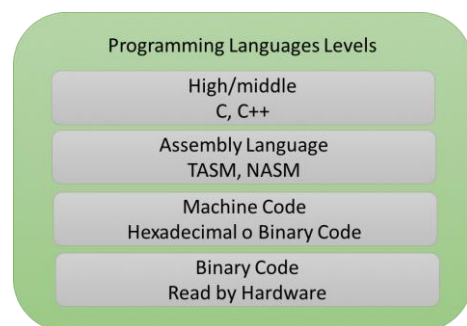 Programming Languages Levels
High/middle
C, C++
Assembly Language
TASM, NASM
Machine Code
Hexadecimal o Binary Code
Binary Code
Read by Hardware